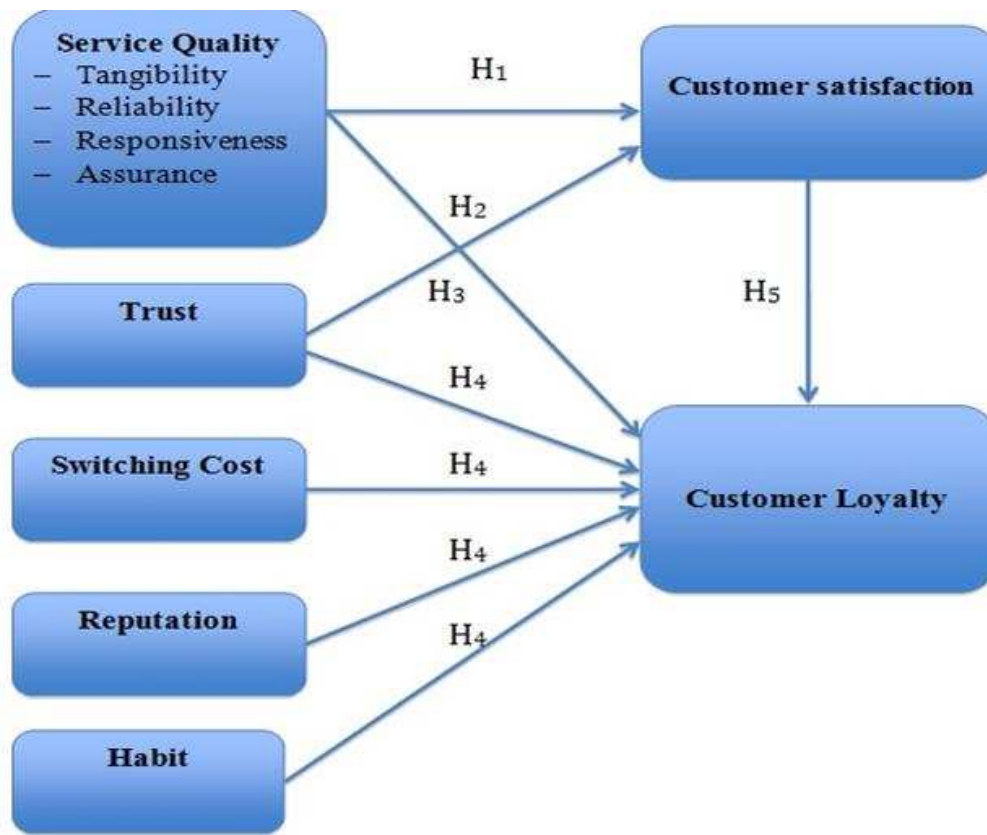 Service Quality
– Tangibility
– Reliability
– Responsiveness
– Assurance
H₁
Customer satisfaction
H₂
Trust
H₃
H₅
H₄
Switching Cost
H₄
Customer Loyalty
H₄
Reputation
H₄
Habit